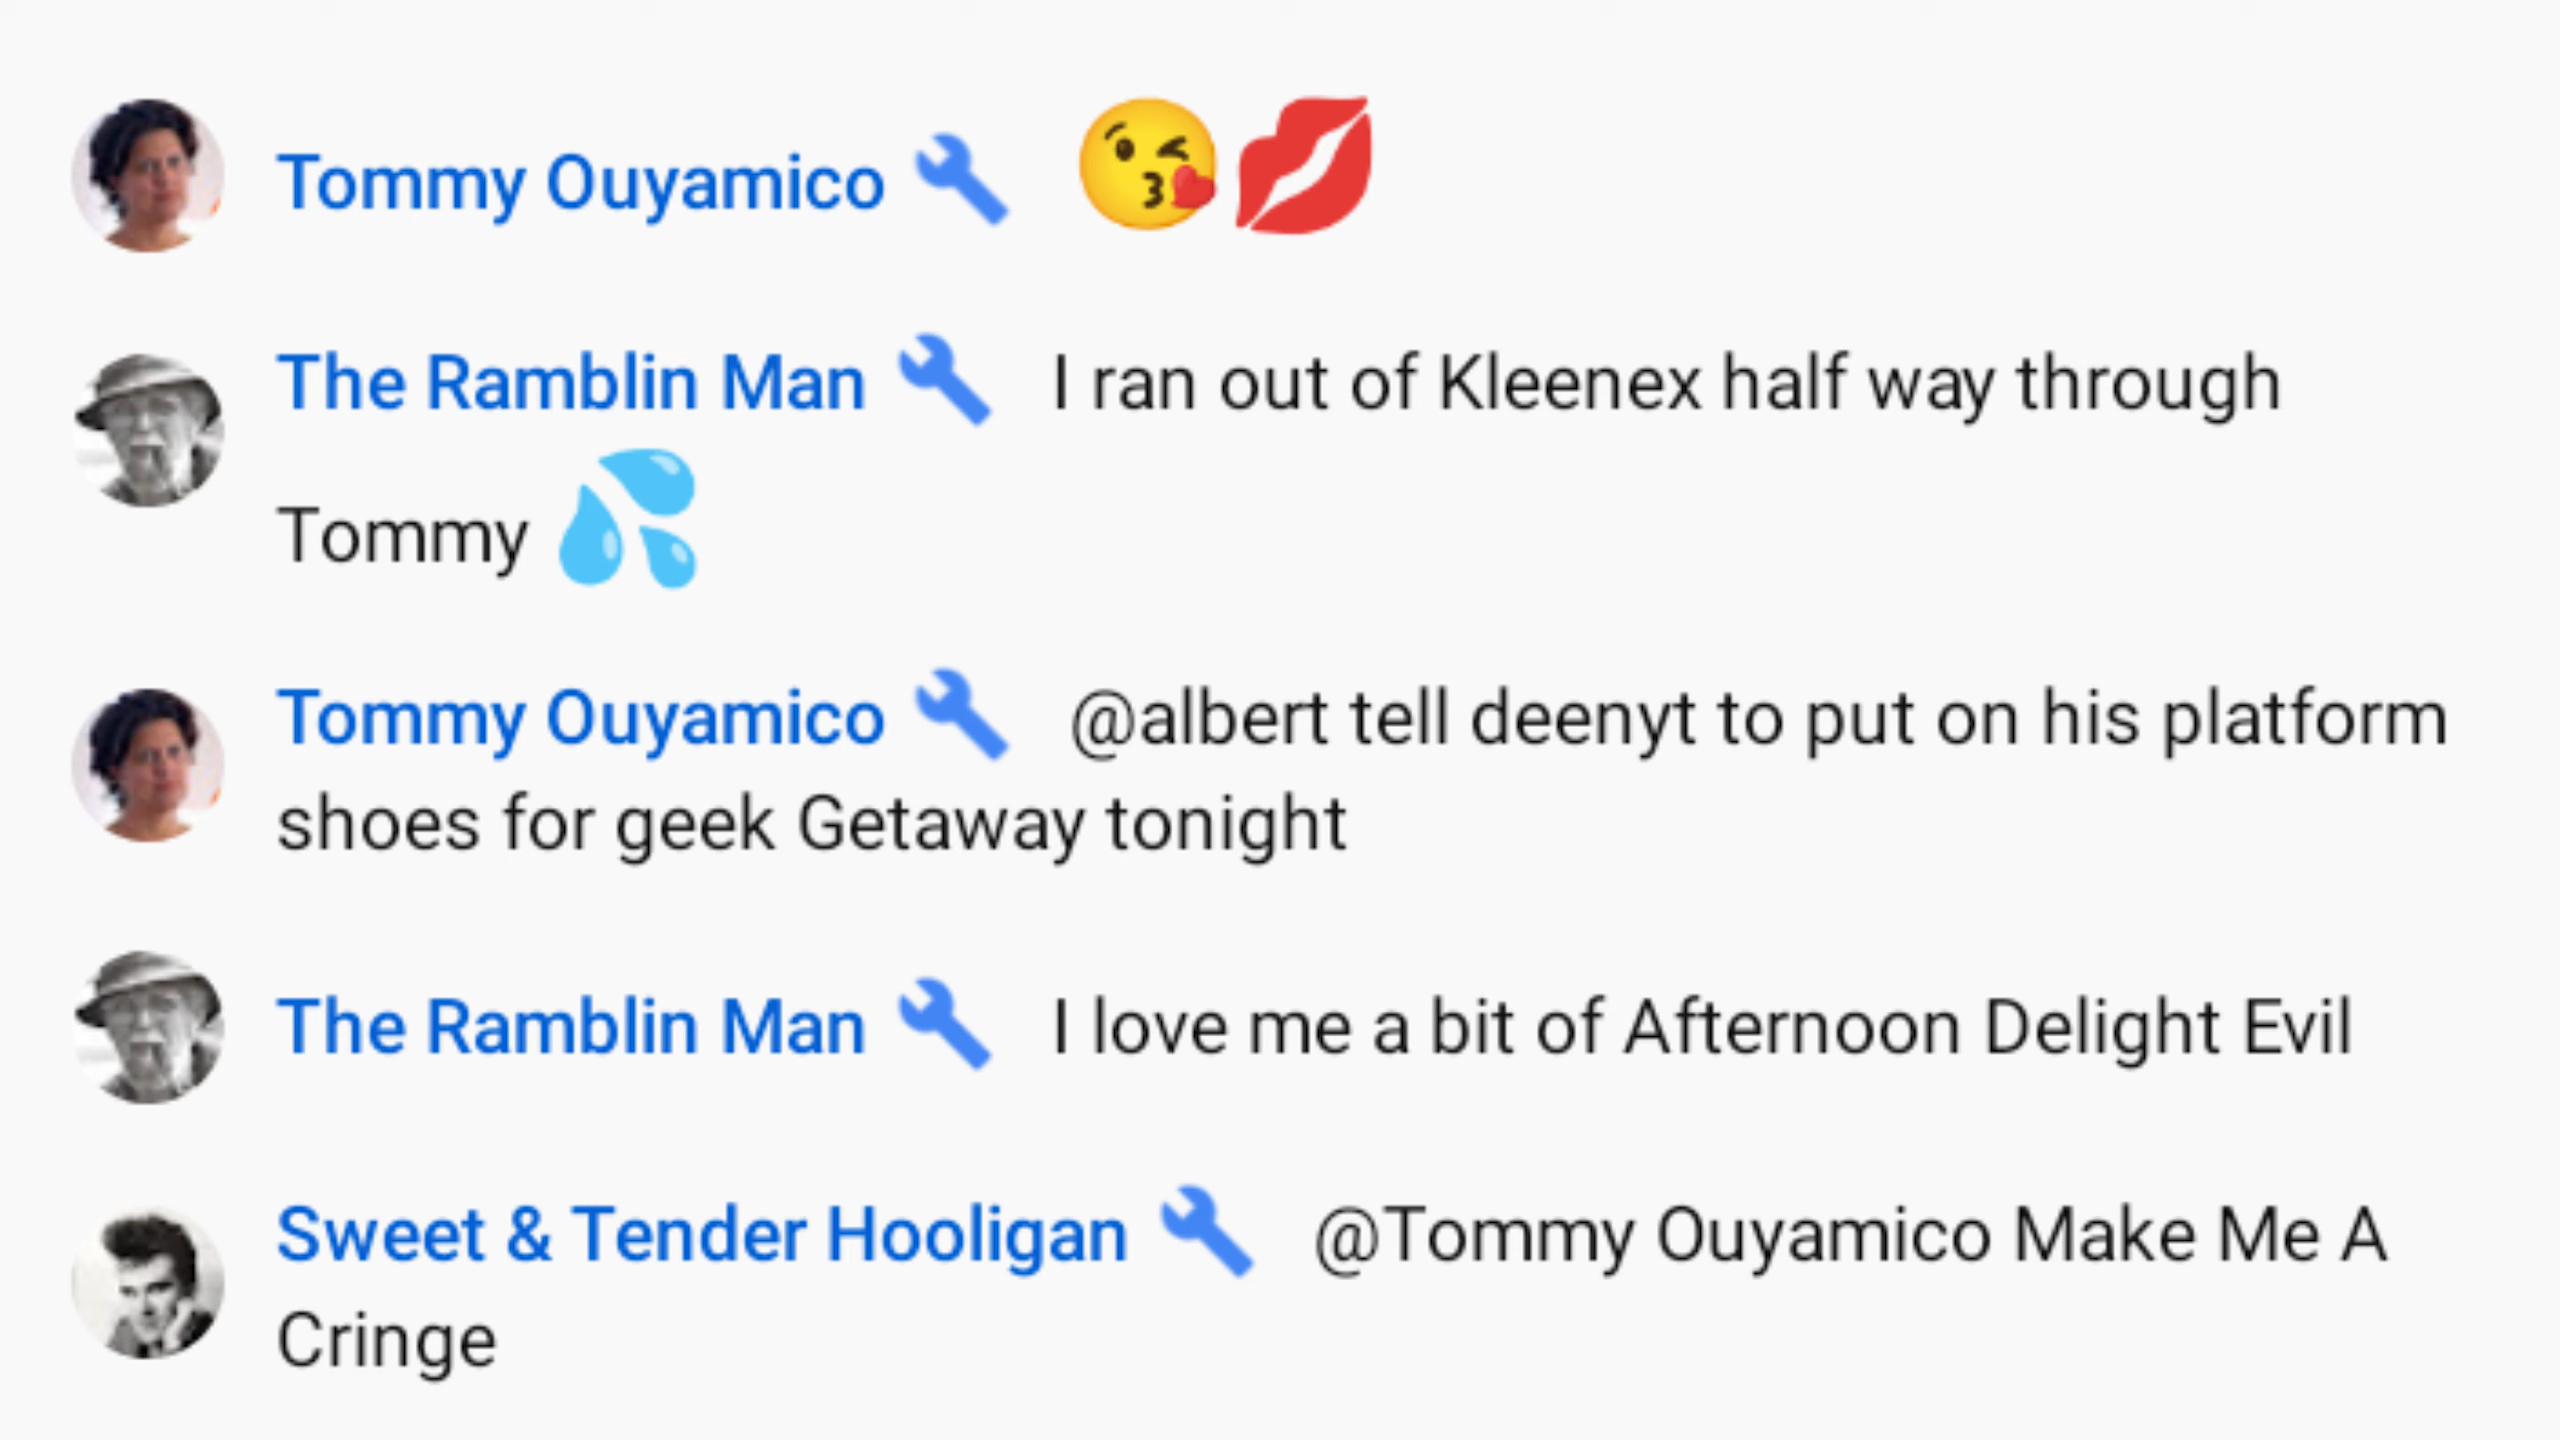 Tommy Ouyamico 🔧 😘💋
The Ramblin Man 🔧 I ran out of Kleenex half way through
Tommy 💦
Tommy Ouyamico 🔧 @albert tell deenyt to put on his platform
shoes for geek Getaway tonight
The Ramblin Man 🔧 I love me a bit of Afternoon Delight Evil
Sweet & Tender Hooligan 🔧 @Tommy Ouyamico Make Me A
Cringe